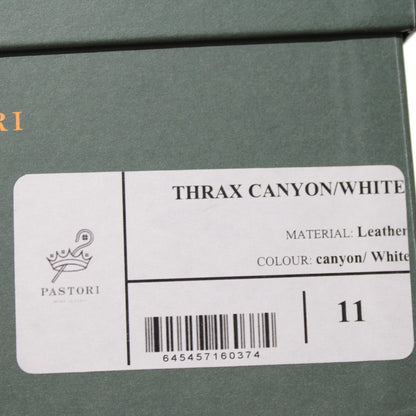 RI
THRAX CANYON/WHITE
MATERIAL: Leather
COLOUR: canyon/ White
PASTORI
11
645457160374